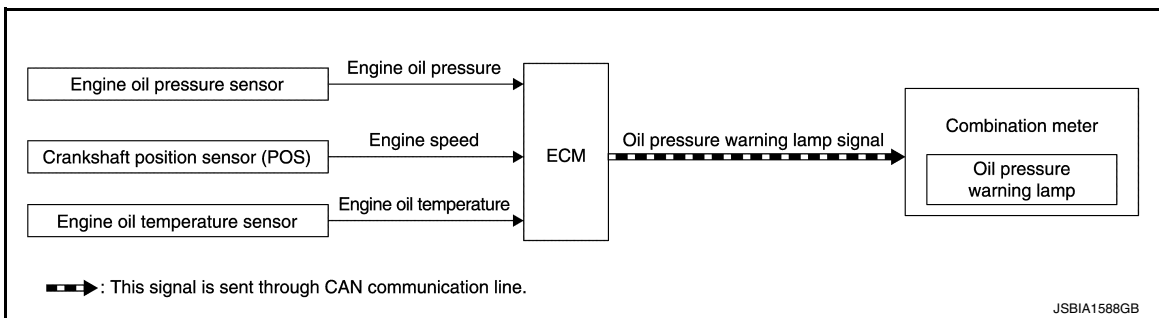 Engine oil pressure sensor
Engine oil pressure
Crankshaft position sensor (POS)
Engine speed
Engine oil temperature sensor
Engine oil temperature
ECM
Oil pressure warning lamp signal
Combination meter
Oil pressure
warning lamp
: This signal is sent through CAN communication line.
JSBIA1588GB